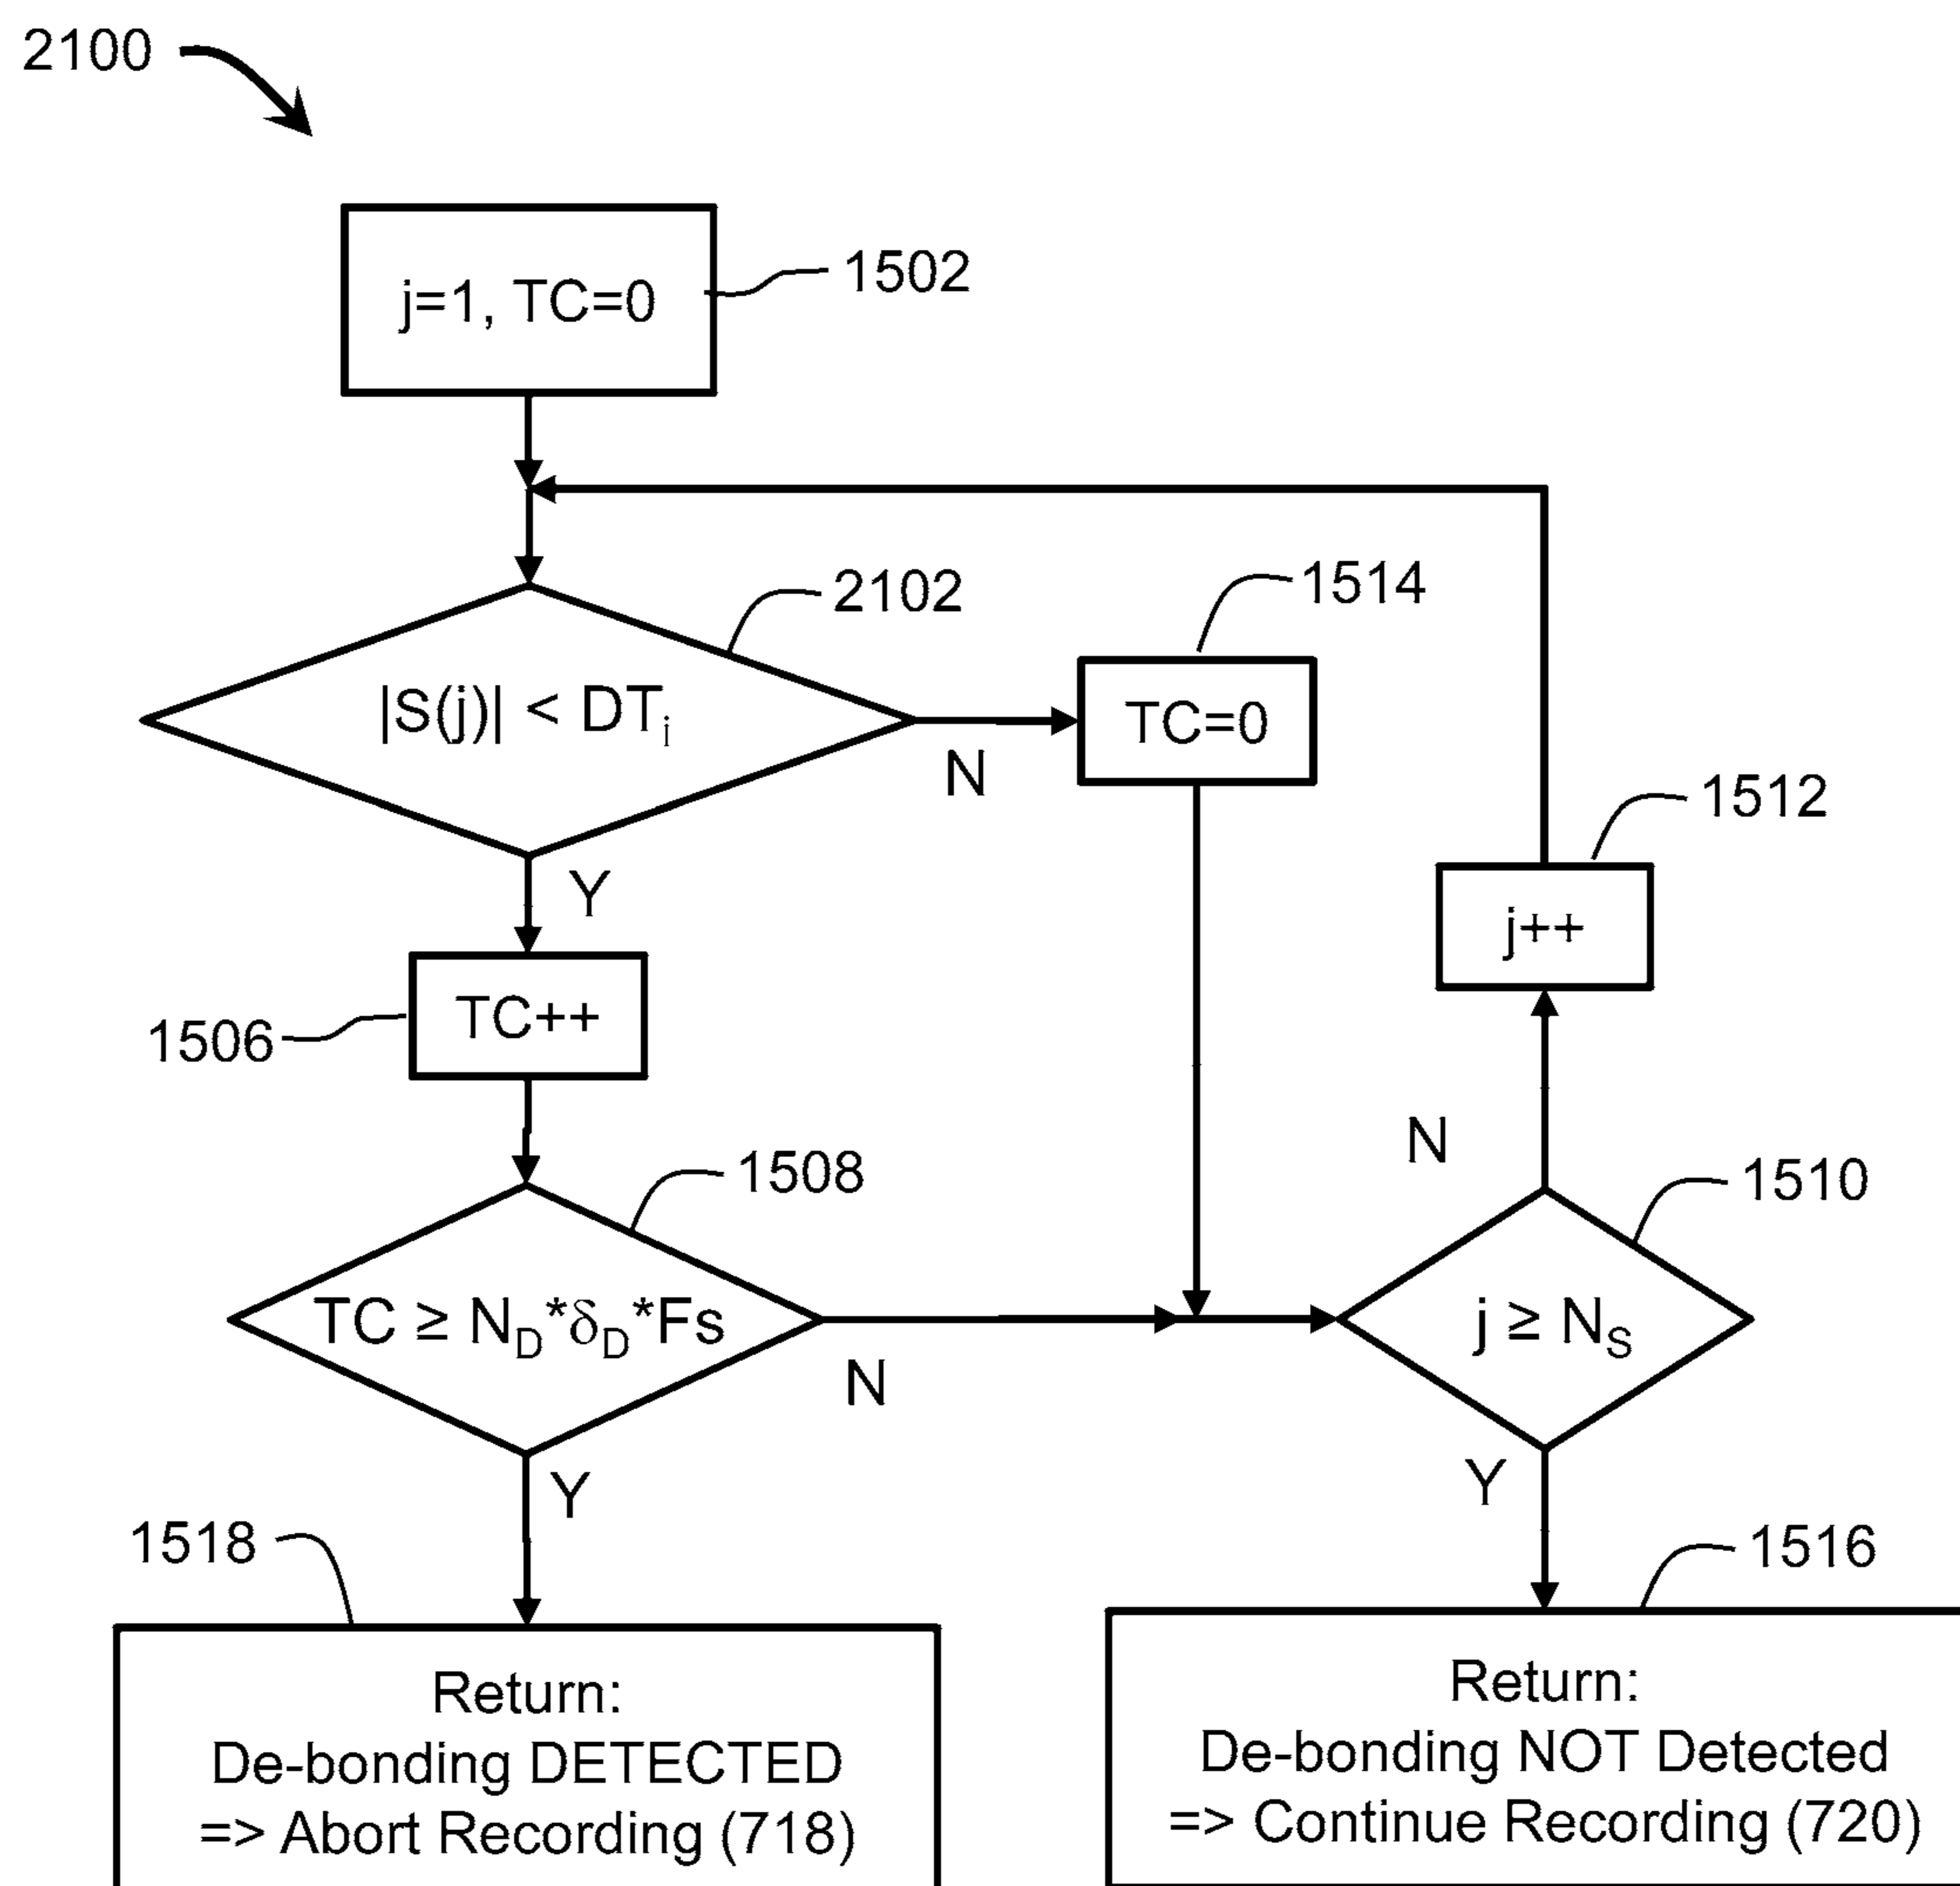 2100
j=1, TC=0
1502
2102
1514
|S(j)| < DTᵢ
N
TC=0
1512
Y
j++
TC++
1506
N
1508
1510
TC ≥ N_D*δ_D*Fs
j ≥ N_S
N
Y
Y
1518
1516
Return:
De-bonding DETECTED
=> Abort Recording (718)
Return:
De-bonding NOT Detected
=> Continue Recording (720)